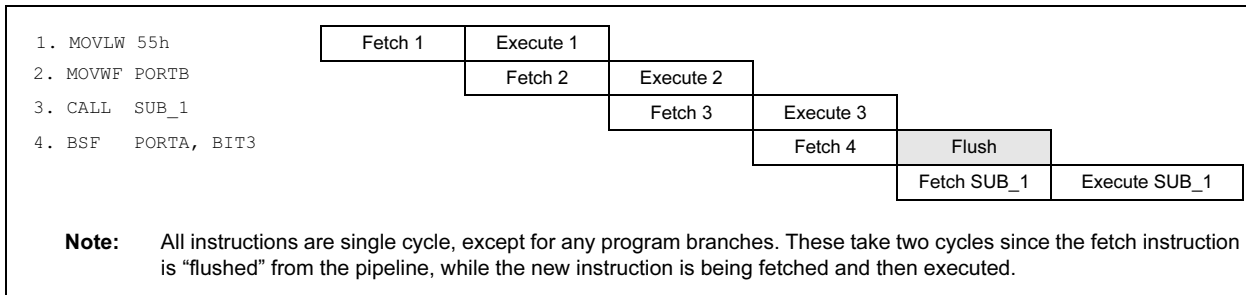 1. MOVLW 55h Fetch 1 Execute 1
2. MOVWF PORTB Fetch 2 Execute 2
3. CALL SUB_1 Fetch 3 Execute 3
4. BSF PORTA, BIT3 Fetch 4 Flush
Fetch SUB_1 Execute SUB_1
Note: All instructions are single cycle, except for any program branches. These take two cycles since the fetch instruction
is “flushed” from the pipeline, while the new instruction is being fetched and then executed.